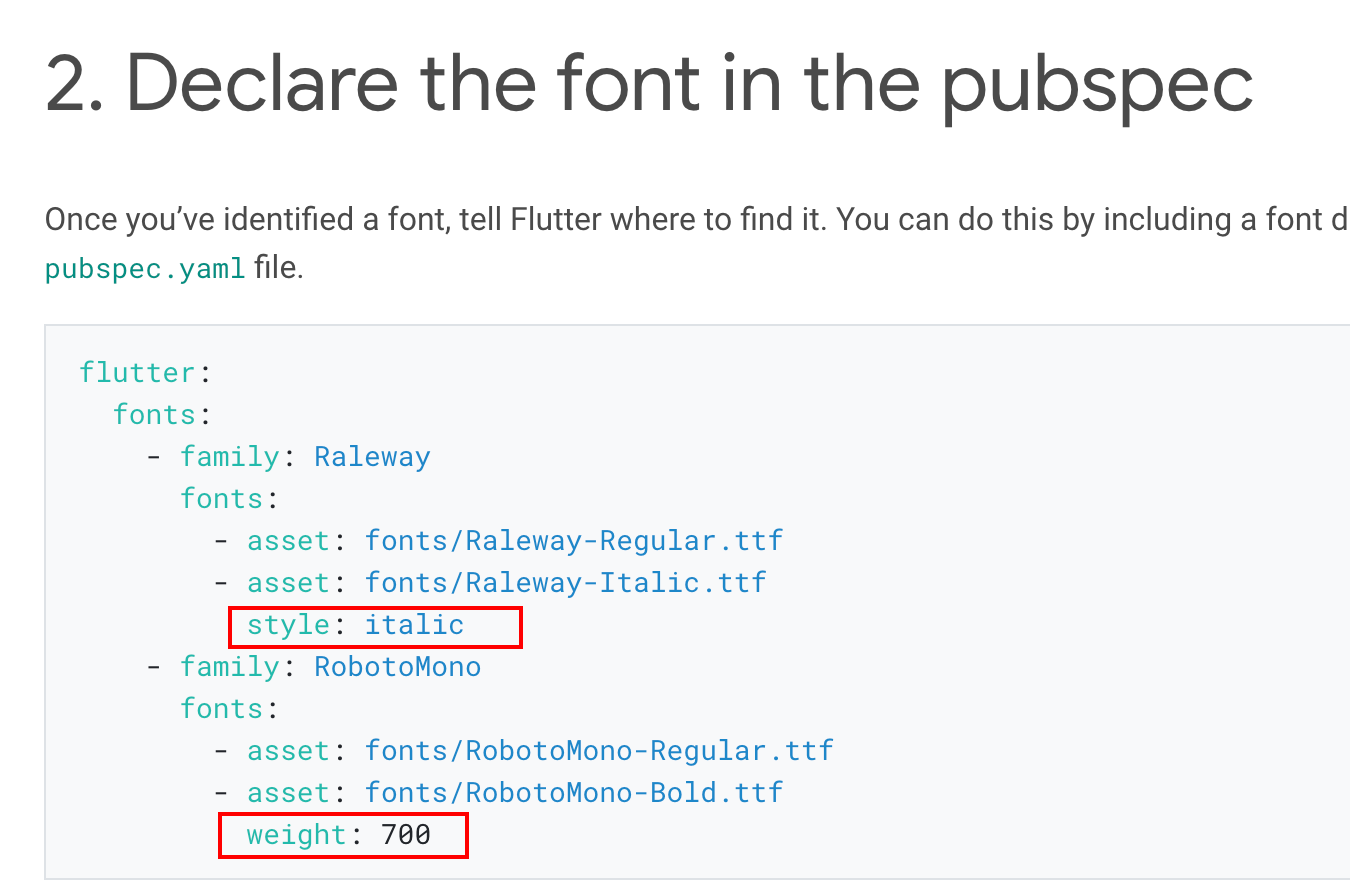 2. Declare the font in the pubspec
Once you’ve identified a font, tell Flutter where to find it. You can do this by including a font d
pubspec.yaml file.
flutter:
  fonts:
    - family: Raleway
      fonts:
        - asset: fonts/Raleway-Regular.ttf
        - asset: fonts/Raleway-Italic.ttf
          style: italic
    - family: RobotoMono
      fonts:
        - asset: fonts/RobotoMono-Regular.ttf
        - asset: fonts/RobotoMono-Bold.ttf
          weight: 700